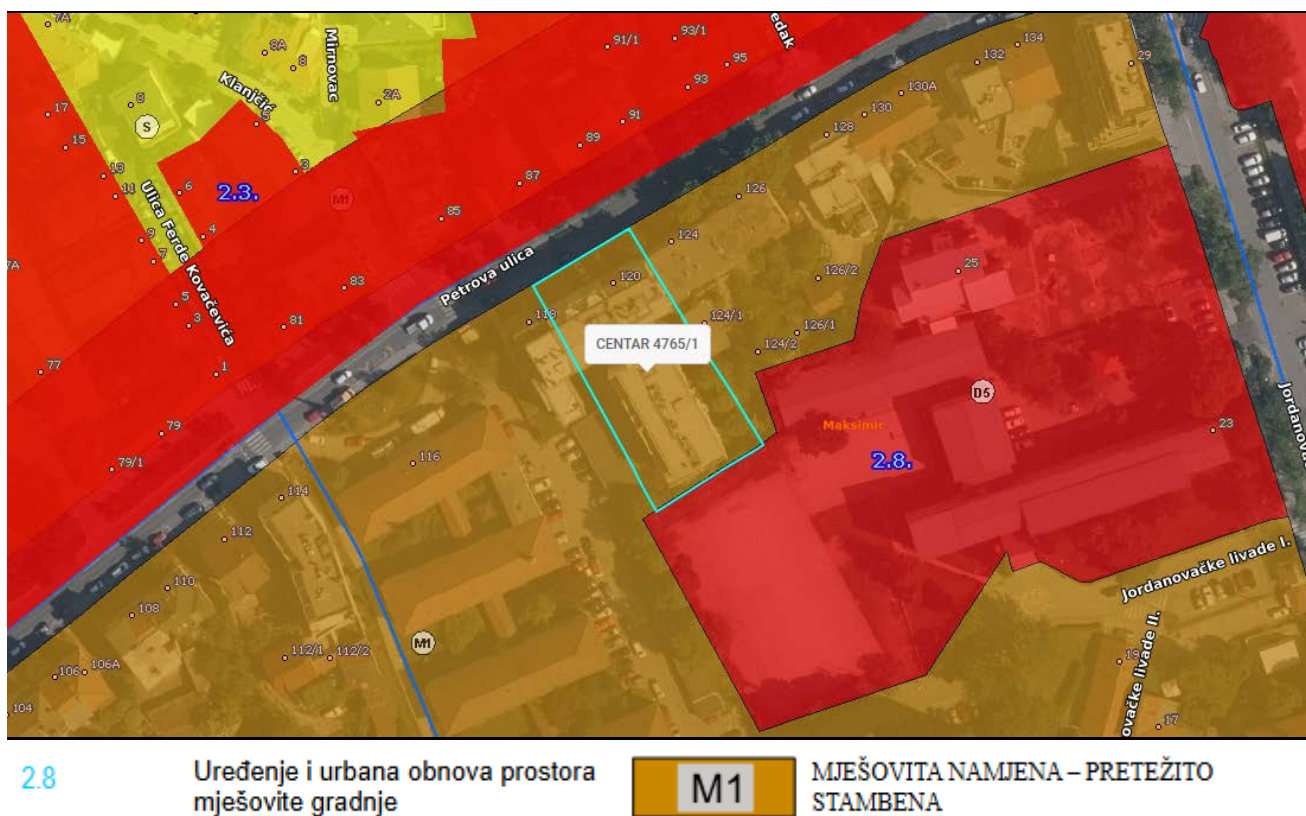 7A
8A
8
Mirnovac
91/1
93/1
edak
95
134
132
29
17
8
Klanjčić
2A
93
130A
S
5
91
130
15
89
128
13
3
11
6
2.3.
M1
87
126
Ulica Ferde Kovačevića
85
9
4
124
7
7A
Petrova ulica
120
126/2
25
83
5
3
81
118
124/1
126/1
CENTAR 4765/1
124/2
77
1
D5
79
Maksimir
23
2.8.
Jordanova
79/1
116
114
112
110
Jordanovačke livade I.
108
M1
112/1
112/2
106
106A
19
ovačke livade II.
104
17
2.8
Uređenje i urbana obnova prostora
mješovite gradnje
M1
MJEŠOVITA NAMJENA – PRETEŽITO
STAMBENA